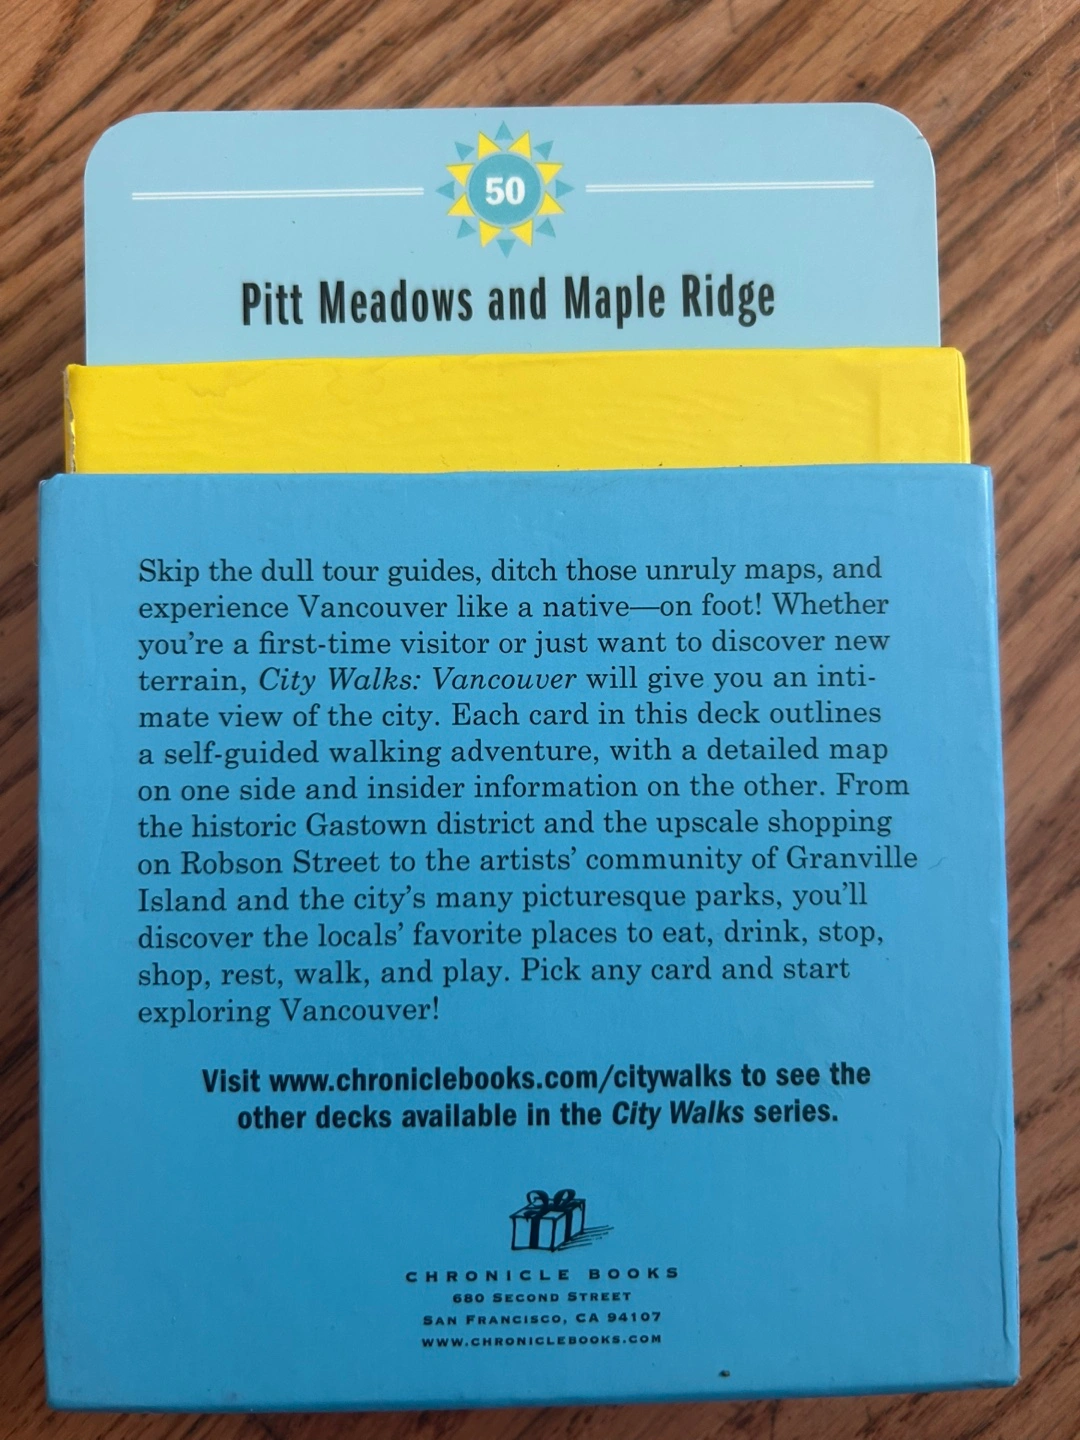 50
Pitt Meadows and Maple Ridge
Skip the dull tour guides, ditch those unruly maps, and
experience Vancouver like a native—on foot! Whether
you're a first-time visitor or just want to discover new
terrain, City Walks: Vancouver will give you an inti-
mate view of the city. Each card in this deck outlines
a self-guided walking adventure, with a detailed map
on one side and insider information on the other. From
the historic Gastown district and the upscale shopping
on Robson Street to the artists' community of Granville
Island and the city's many picturesque parks, you'll
discover the locals' favorite places to eat, drink, stop,
shop, rest, walk, and play. Pick any card and start
exploring Vancouver!
Visit www.chroniclebooks.com/citywalks to see the
other decks available in the City Walks series.
CHRONICLE BOOKS
680 SECOND STREET
SAN FRANCISCO, CA 94107
WWW.CHRONICLEBOOKS.COM